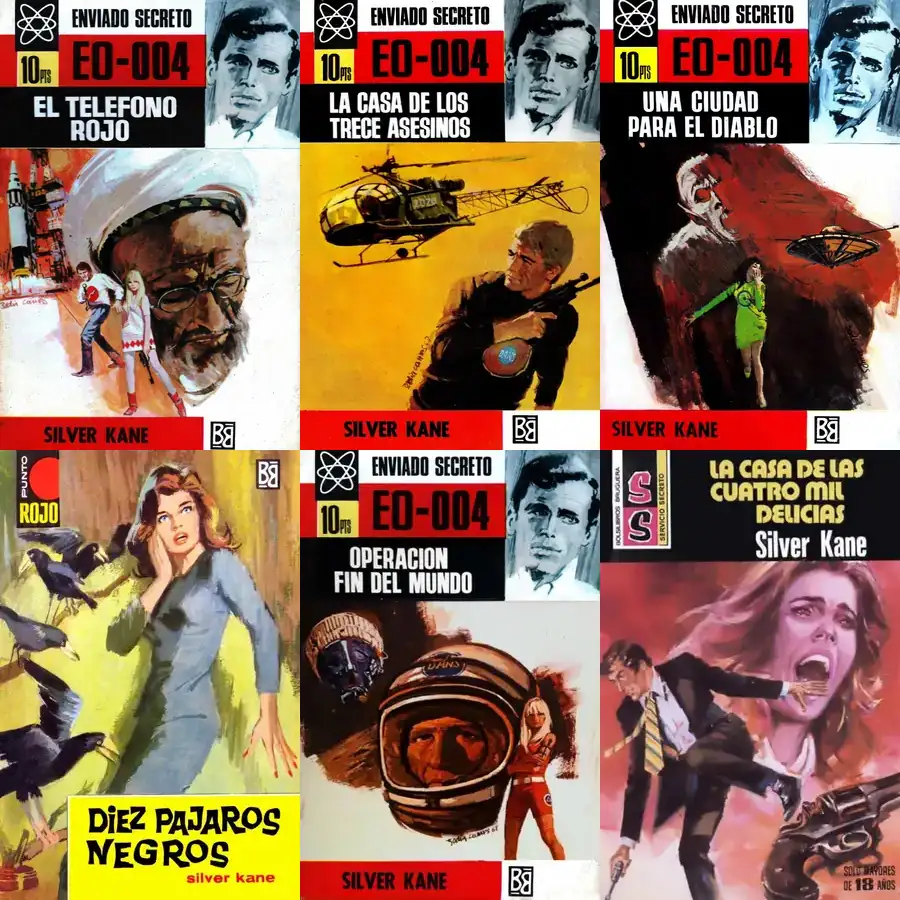 ENVIADO SECRETO
10 PTS
EO-004
EL TELEFONO
ROJO
SILVER KANE
B
ENVIADO SECRETO
10 PTS
EO-004
LA CASA DE LOS
TRECE ASESINOS
SILVER KANE
B
ENVIADO SECRETO
10 PTS
EO-004
UNA CIUDAD
PARA EL DIABLO
SILVER KANE
B
PUNTO
ROJO
B
DIEZ PAJAROS
NEGROS
silver kane
ENVIADO SECRETO
10 PTS
EO-004
OPERACION
FIN DEL MUNDO
SILVER KANE
B
BOLSILIBROS BRUGUERA
SS
SERVICIO SECRETO
LA CASA DE LAS
CUATRO MIL
DELICIAS
Silver Kane
SOLO MAYORES
DE 18 AÑOS